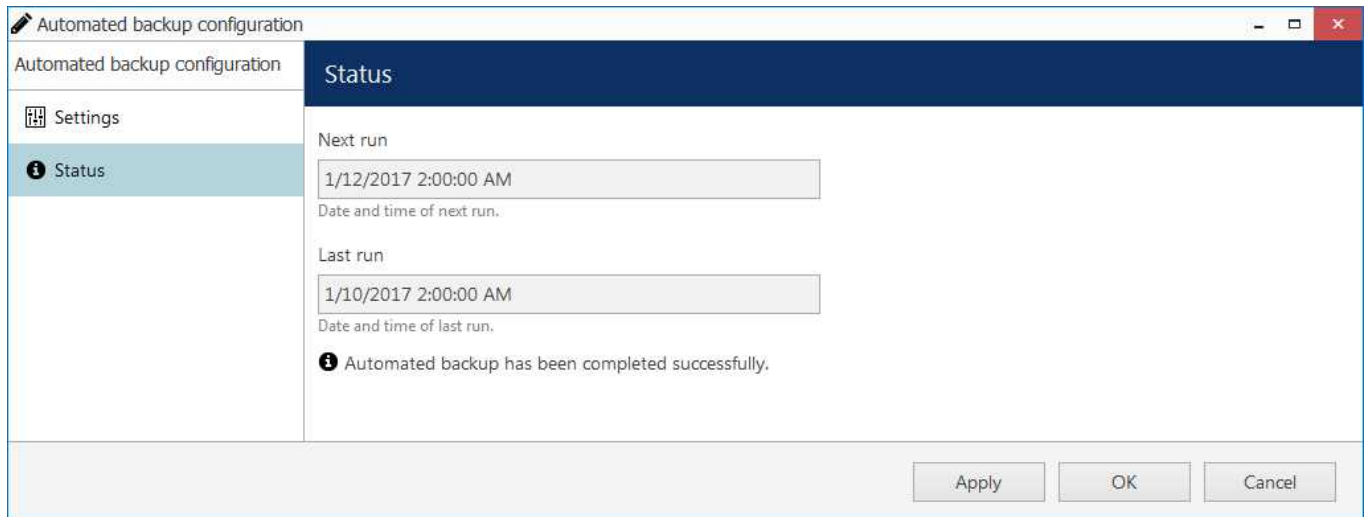 Automated backup configuration
Automated backup configuration
Settings
Status
Status
Next run
1/12/2017 2:00:00 AM
Date and time of next run.
Last run
1/10/2017 2:00:00 AM
Date and time of last run.
Automated backup has been completed successfully.
Apply OK Cancel